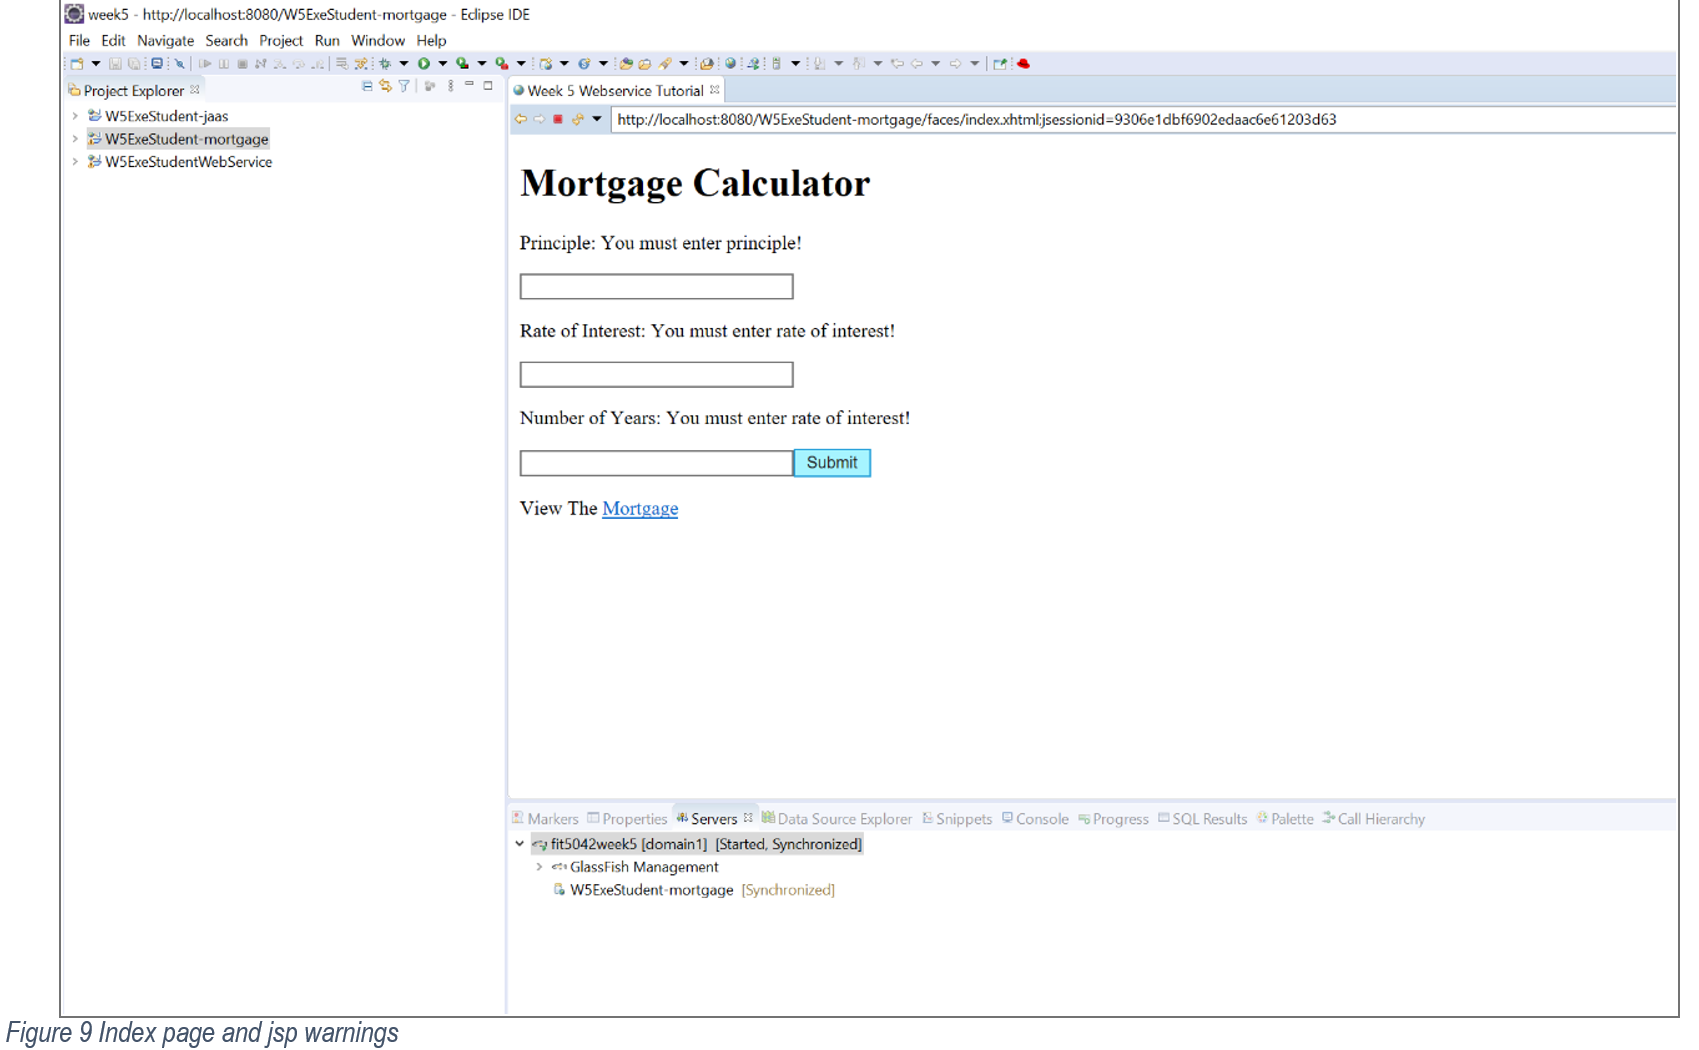 week5 - http://localhost:8080/W5ExeStudent-mortgage - Eclipse IDE
File Edit Navigate Search Project Run Window Help
Project Explorer
W5ExeStudent-jaas
W5ExeStudent-mortgage
W5ExeStudentWebService
Week 5 Webservice Tutorial
http://localhost:8080/W5ExeStudent-mortgage/faces/index.xhtml;jsessionid=9306e1dbf6902edaac6e61203d63
Mortgage Calculator
Principle: You must enter principle!
Rate of Interest: You must enter rate of interest!
Number of Years: You must enter rate of interest!
Submit
View The Mortgage
Markers Properties Servers Data Source Explorer Snippets Console Progress SQL Results Palette Call Hierarchy
fit5042week5 [domain1] [Started, Synchronized]
GlassFish Management
W5ExeStudent-mortgage [Synchronized]
Figure 9 Index page and jsp warnings